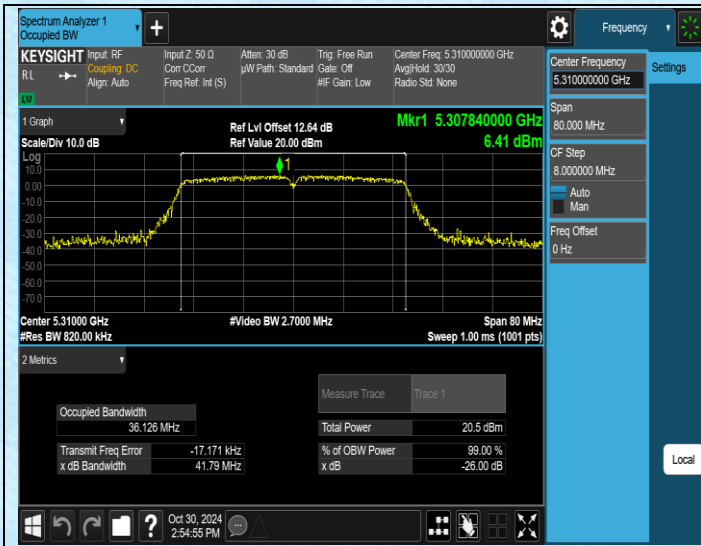 Spectrum Analyzer 1
Occupied BW
Frequency
KEYSIGHT
Input: RF
Coupling: DC
Align: Auto
Input Z: 50 Ω
Corr CCorr
Freq Ref: Int (S)
Atten: 30 dB
µW Path: Standard
Trig: Free Run
Gate: Off
#IF Gain: Low
Center Freq: 5.310000000 GHz
Avg|Hold: 30/30
Radio Std: None
RL
LXI
Center Frequency
5.310000000 GHz
Settings
Span
80.000 MHz
CF Step
8.000000 MHz
Auto
Man
Freq Offset
0 Hz
1 Graph
Scale/Div 10.0 dB
Ref Lvl Offset 12.64 dB
Ref Value 20.00 dBm
Mkr1 5.307840000 GHz
6.41 dBm
Log
1
10.0
0.00
-10.0
-20.0
-30.0
-40.0
-50.0
-60.0
-70.0
Center 5.31000 GHz
#Video BW 2.7000 MHz
Span 80 MHz
#Res BW 820.00 kHz
Sweep 1.00 ms (1001 pts)
2 Metrics
Measure Trace Trace 1
Occupied Bandwidth
36.126 MHz
Total Power 20.5 dBm
Transmit Freq Error -17.171 kHz
% of OBW Power 99.00 %
x dB Bandwidth 41.79 MHz
x dB -26.00 dB
Local
?
Oct 30, 2024
2:54:55 PM